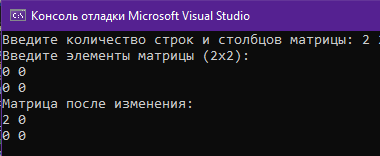 Консоль отладки Microsoft Visual Studio
Введите количество строк и столбцов матрицы: 2
Введите элементы матрицы (2x2):
0 0
0 0
Матрица после изменения:
2 0
0 0